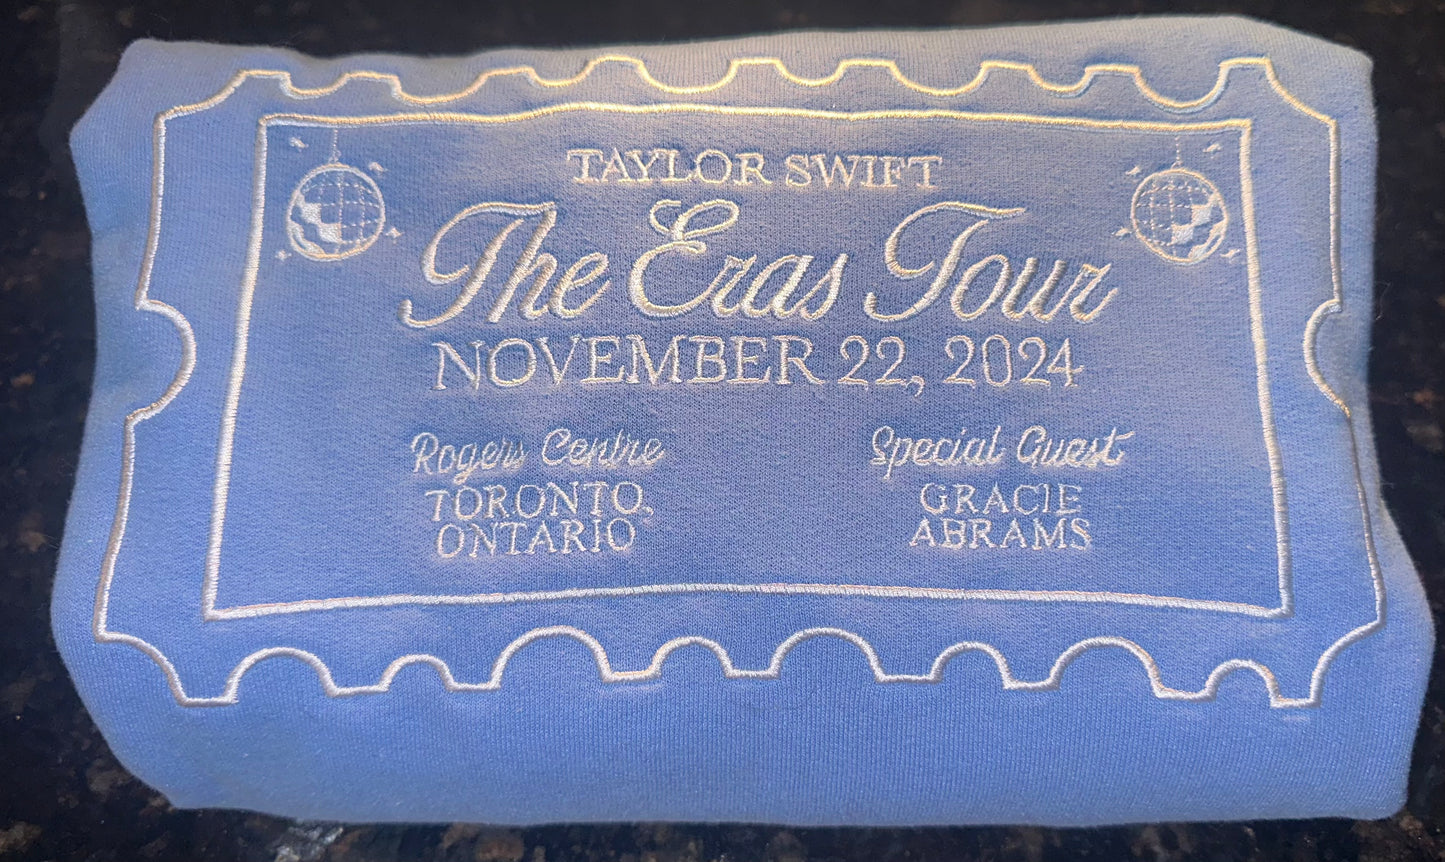 TAYLOR SWIFT
The Eras Tour
NOVEMBER 22, 2024
Rogers Centre
TORONTO,
ONTARIO
Special Guest
GRACIE
ABRAMS